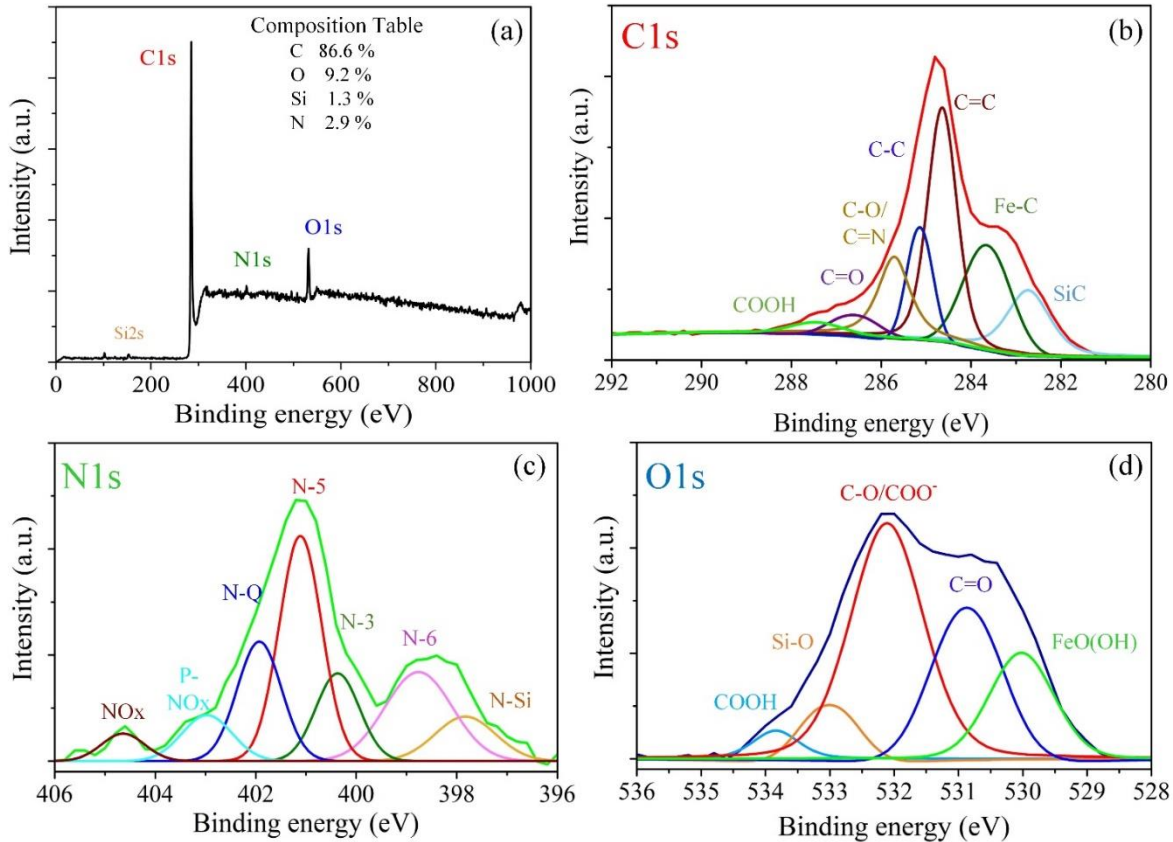 Composition Table
C 86.6 %
O 9.2 %
Si 1.3 %
N 2.9 %
(a)
C1s
O1s
N1s
Si2s
Intensity (a.u.)
0 200 400 600 800 1000
Binding energy (eV)
C1s
(b)
C=C
C-C
C-O/
C=N
Fe-C
C=O
COOH
SiC
Intensity (a.u.)
292 290 288 286 284 282 280
Binding energy (eV)
N1s
(c)
N-5
N-Q
N-3
N-6
P-
NOx
NOx
N-Si
Intensity (a.u.)
406 404 402 400 398 396
Binding energy (eV)
O1s
(d)
C-O/COO⁻
C=O
Si-O
FeO(OH)
COOH
Intensity (a.u.)
536 535 534 533 532 531 530 529 528
Binding energy (eV)